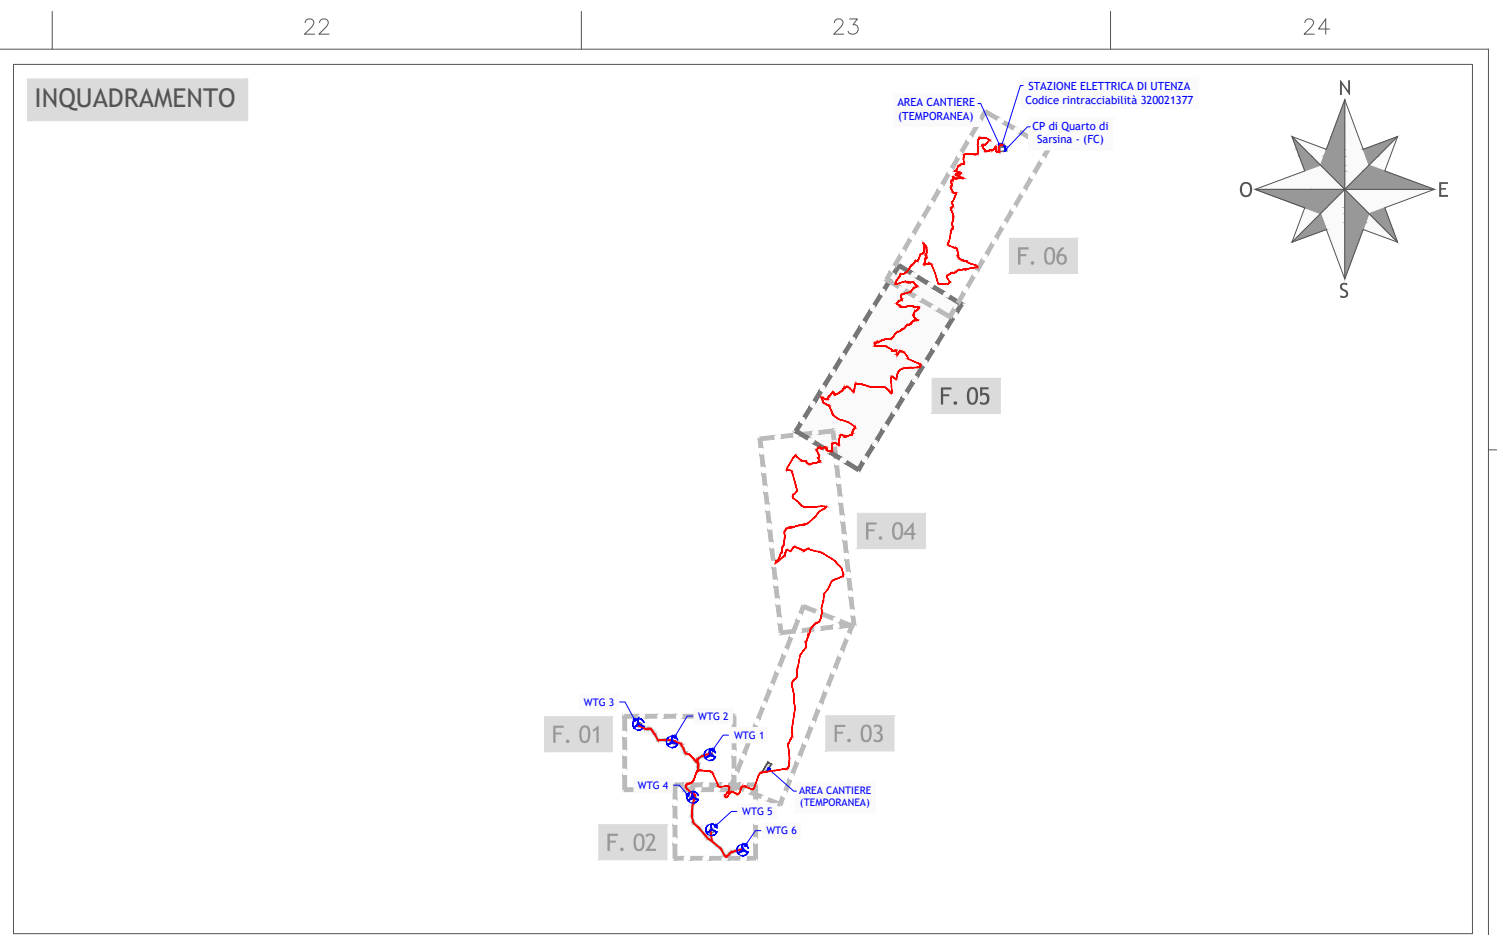 22
23
24
INQUADRAMENTO
STAZIONE ELETTRICA DI UTENZA
Codice rintracciabilità 320021377
AREA CANTIERE
(TEMPORANEA)
CP di Quarto di
Sarsina - (FC)
N
O
E
S
F. 06
F. 05
F. 04
WTG 3
WTG 2
F. 01
WTG 1
F. 03
WTG 4
AREA CANTIERE
(TEMPORANEA)
WTG 5
WTG 6
F. 02